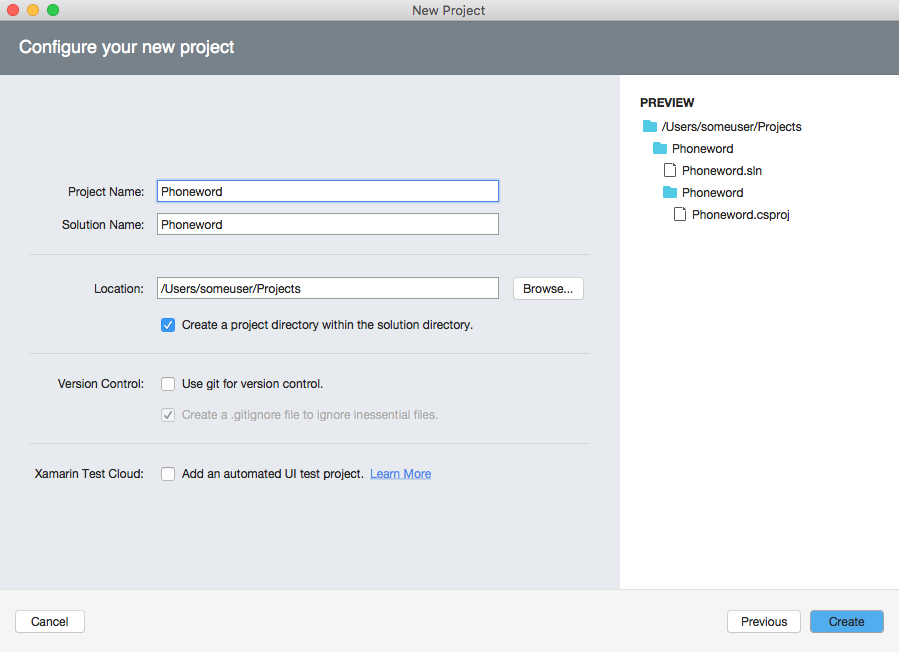 New Project
Configure your new project
Project Name: Phoneword
Solution Name: Phoneword
Location: /Users/someuser/Projects Browse...
Create a project directory within the solution directory.
Version Control: Use git for version control.
Create a .gitignore file to ignore inessential files.
Xamarin Test Cloud: Add an automated UI test project. Learn More
PREVIEW
/Users/someuser/Projects
Phoneword
Phoneword.sln
Phoneword
Phoneword.csproj
Cancel Previous Create